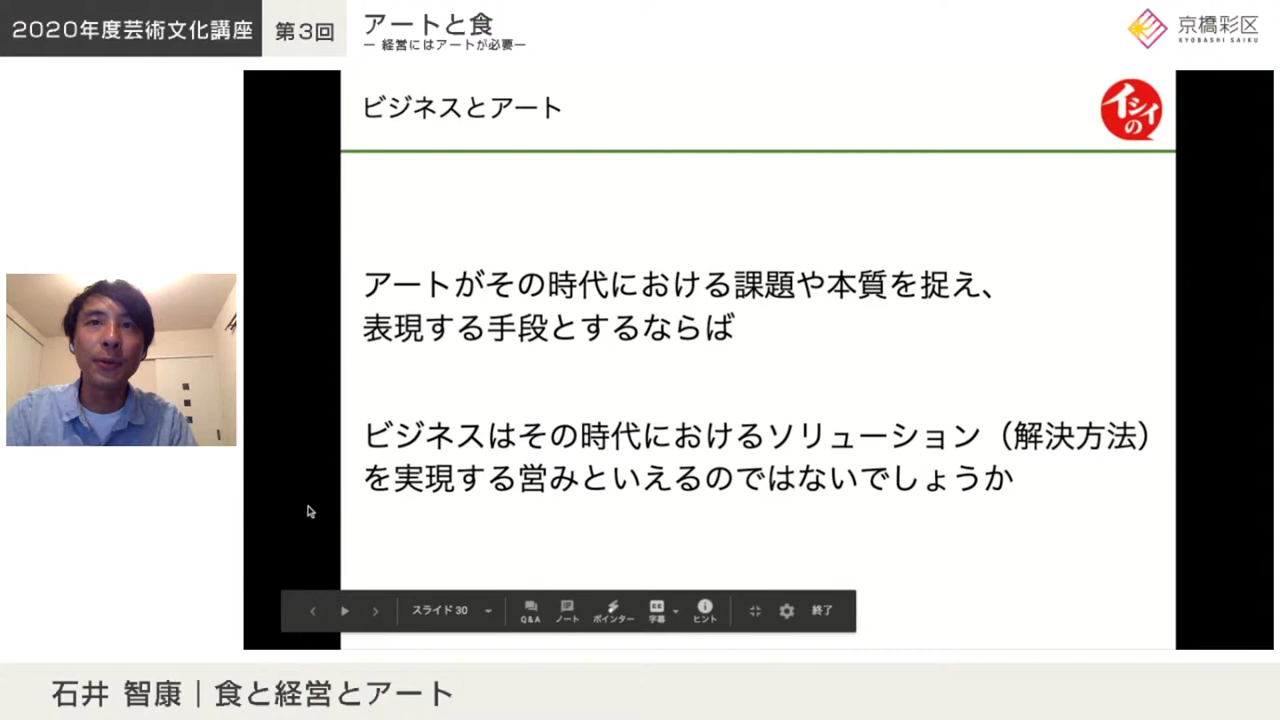 2020年度芸術文化講座
第3回
アートと食
ー 経営にはアートが必要ー
京橋彩区
KYOBASHI SAIKU
ビジネスとアート
イシイの
アートがその時代における課題や本質を捉え、
表現する手段とするならば
ビジネスはその時代におけるソリューション（解決方法）
を実現する営みといえるのではないでしょうか
スライド 30
Q&A
ノート
ポインター
CC
字幕
ヒント
終了
石井 智康｜食と経営とアート